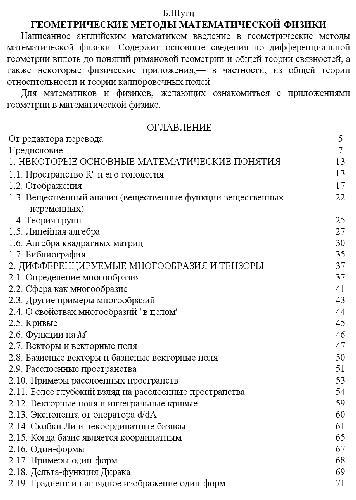 Б.Шутц
ГЕОМЕТРИЧЕСКИЕ МЕТОДЫ МАТЕМАТИЧЕСКОЙ ФИЗИКИ
Написанное английским математиком введение в геометрические методы
математической физики. Содержит основные сведения по дифференциальной
геометрии вплоть до понятий римановой геометрии и общей теории связностей, а
также некоторые физические приложения,— в частности, из общей теории
относительности и теории калибровочных полей.
Для математиков и физиков, желающих ознакомиться с приложениями
геометрии в математической физике.
ОГЛАВЛЕНИЕ
От редактора перевода 5
Предисловие 7
1. НЕКОТОРЫЕ ОСНОВНЫЕ МАТЕМАТИЧЕСКИЕ ПОНЯТИЯ 13
1.1. Пространство Rⁿ и его топология 13
1.2. Отображения 17
1.3. Вещественный анализ (вещественные функции вещественных 22
переменных)
1.4. Теория групп 25
1.5. Линейная алгебра 27
1.6. Алгебра квадратных матриц 30
1.7. Библиография 35
2. ДИФФЕРЕНЦИРУЕМЫЕ МНОГООБРАЗИЯ И ТЕНЗОРЫ 37
2.1. Определение многообразия 37
2.2. Сфера как многообразие 41
2.3. Другие примеры многообразий 43
2.4. О свойствах многообразий "в целом" 44
2.5. Кривые 45
2.6. Функции на M 46
2.7. Векторы и векторные поля 47
2.8. Базисные векторы и базисные векторные поля 50
2.9. Расслоенные пространства 51
2.10. Примеры расслоенных пространств 53
2.11. Более глубокий взгляд на расслоенные пространства 54
2.12. Векторные поля и интегральные кривые 59
2.13. Экспонента от оператора d/dλ 60
2.14. Скобки Ли и некоординатные базисы 61
2.15. Когда базис является координатным 65
2.16. Один-формы 67
2.17. Примеры один-форм 68
2.18. Дельта-функция Дирака 69
2.19. Градиент и наглядное изображение один-форм 71